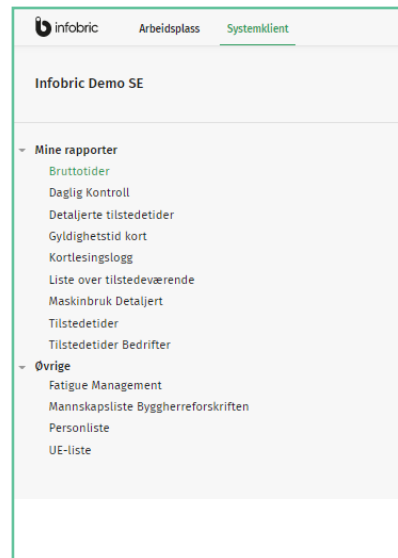 infobric
Arbeidsplass
Systemklient
Infobric Demo SE
Mine rapporter
Bruttotider
Daglig Kontroll
Detaljerte tilstedetider
Gyldighetstid kort
Kortlesingslogg
Liste over tilstedeværende
Maskinbruk Detaljert
Tilstedetider
Tilstedetider Bedrifter
Øvrige
Fatigue Management
Mannskapsliste Byggherreforskriften
Personliste
UE-liste